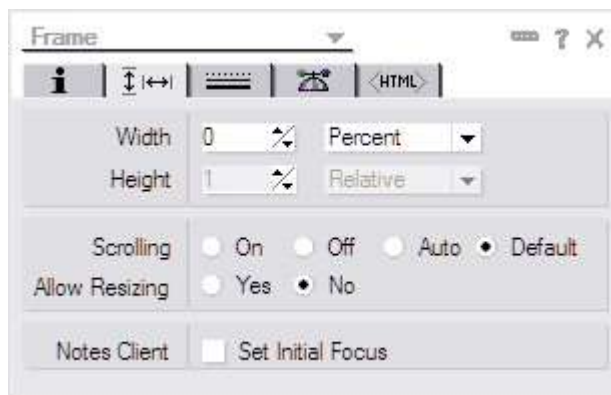 Frame ?
i <HTML>
Width 0 Percent
Height 1 Relative
Scrolling On Off Auto Default
Allow Resizing Yes No
Notes Client Set Initial Focus